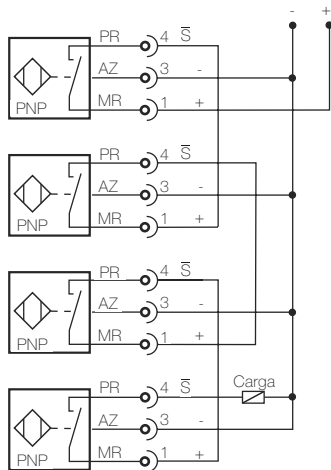 - +
PR 4 S̅
AZ 3 -
MR 1 +
PNP
PR 4 S̅
AZ 3 -
MR 1 +
PNP
PR 4 S̅
AZ 3 -
MR 1 +
PNP
PR 4 S̅ Carga
AZ 3 -
MR 1 +
PNP